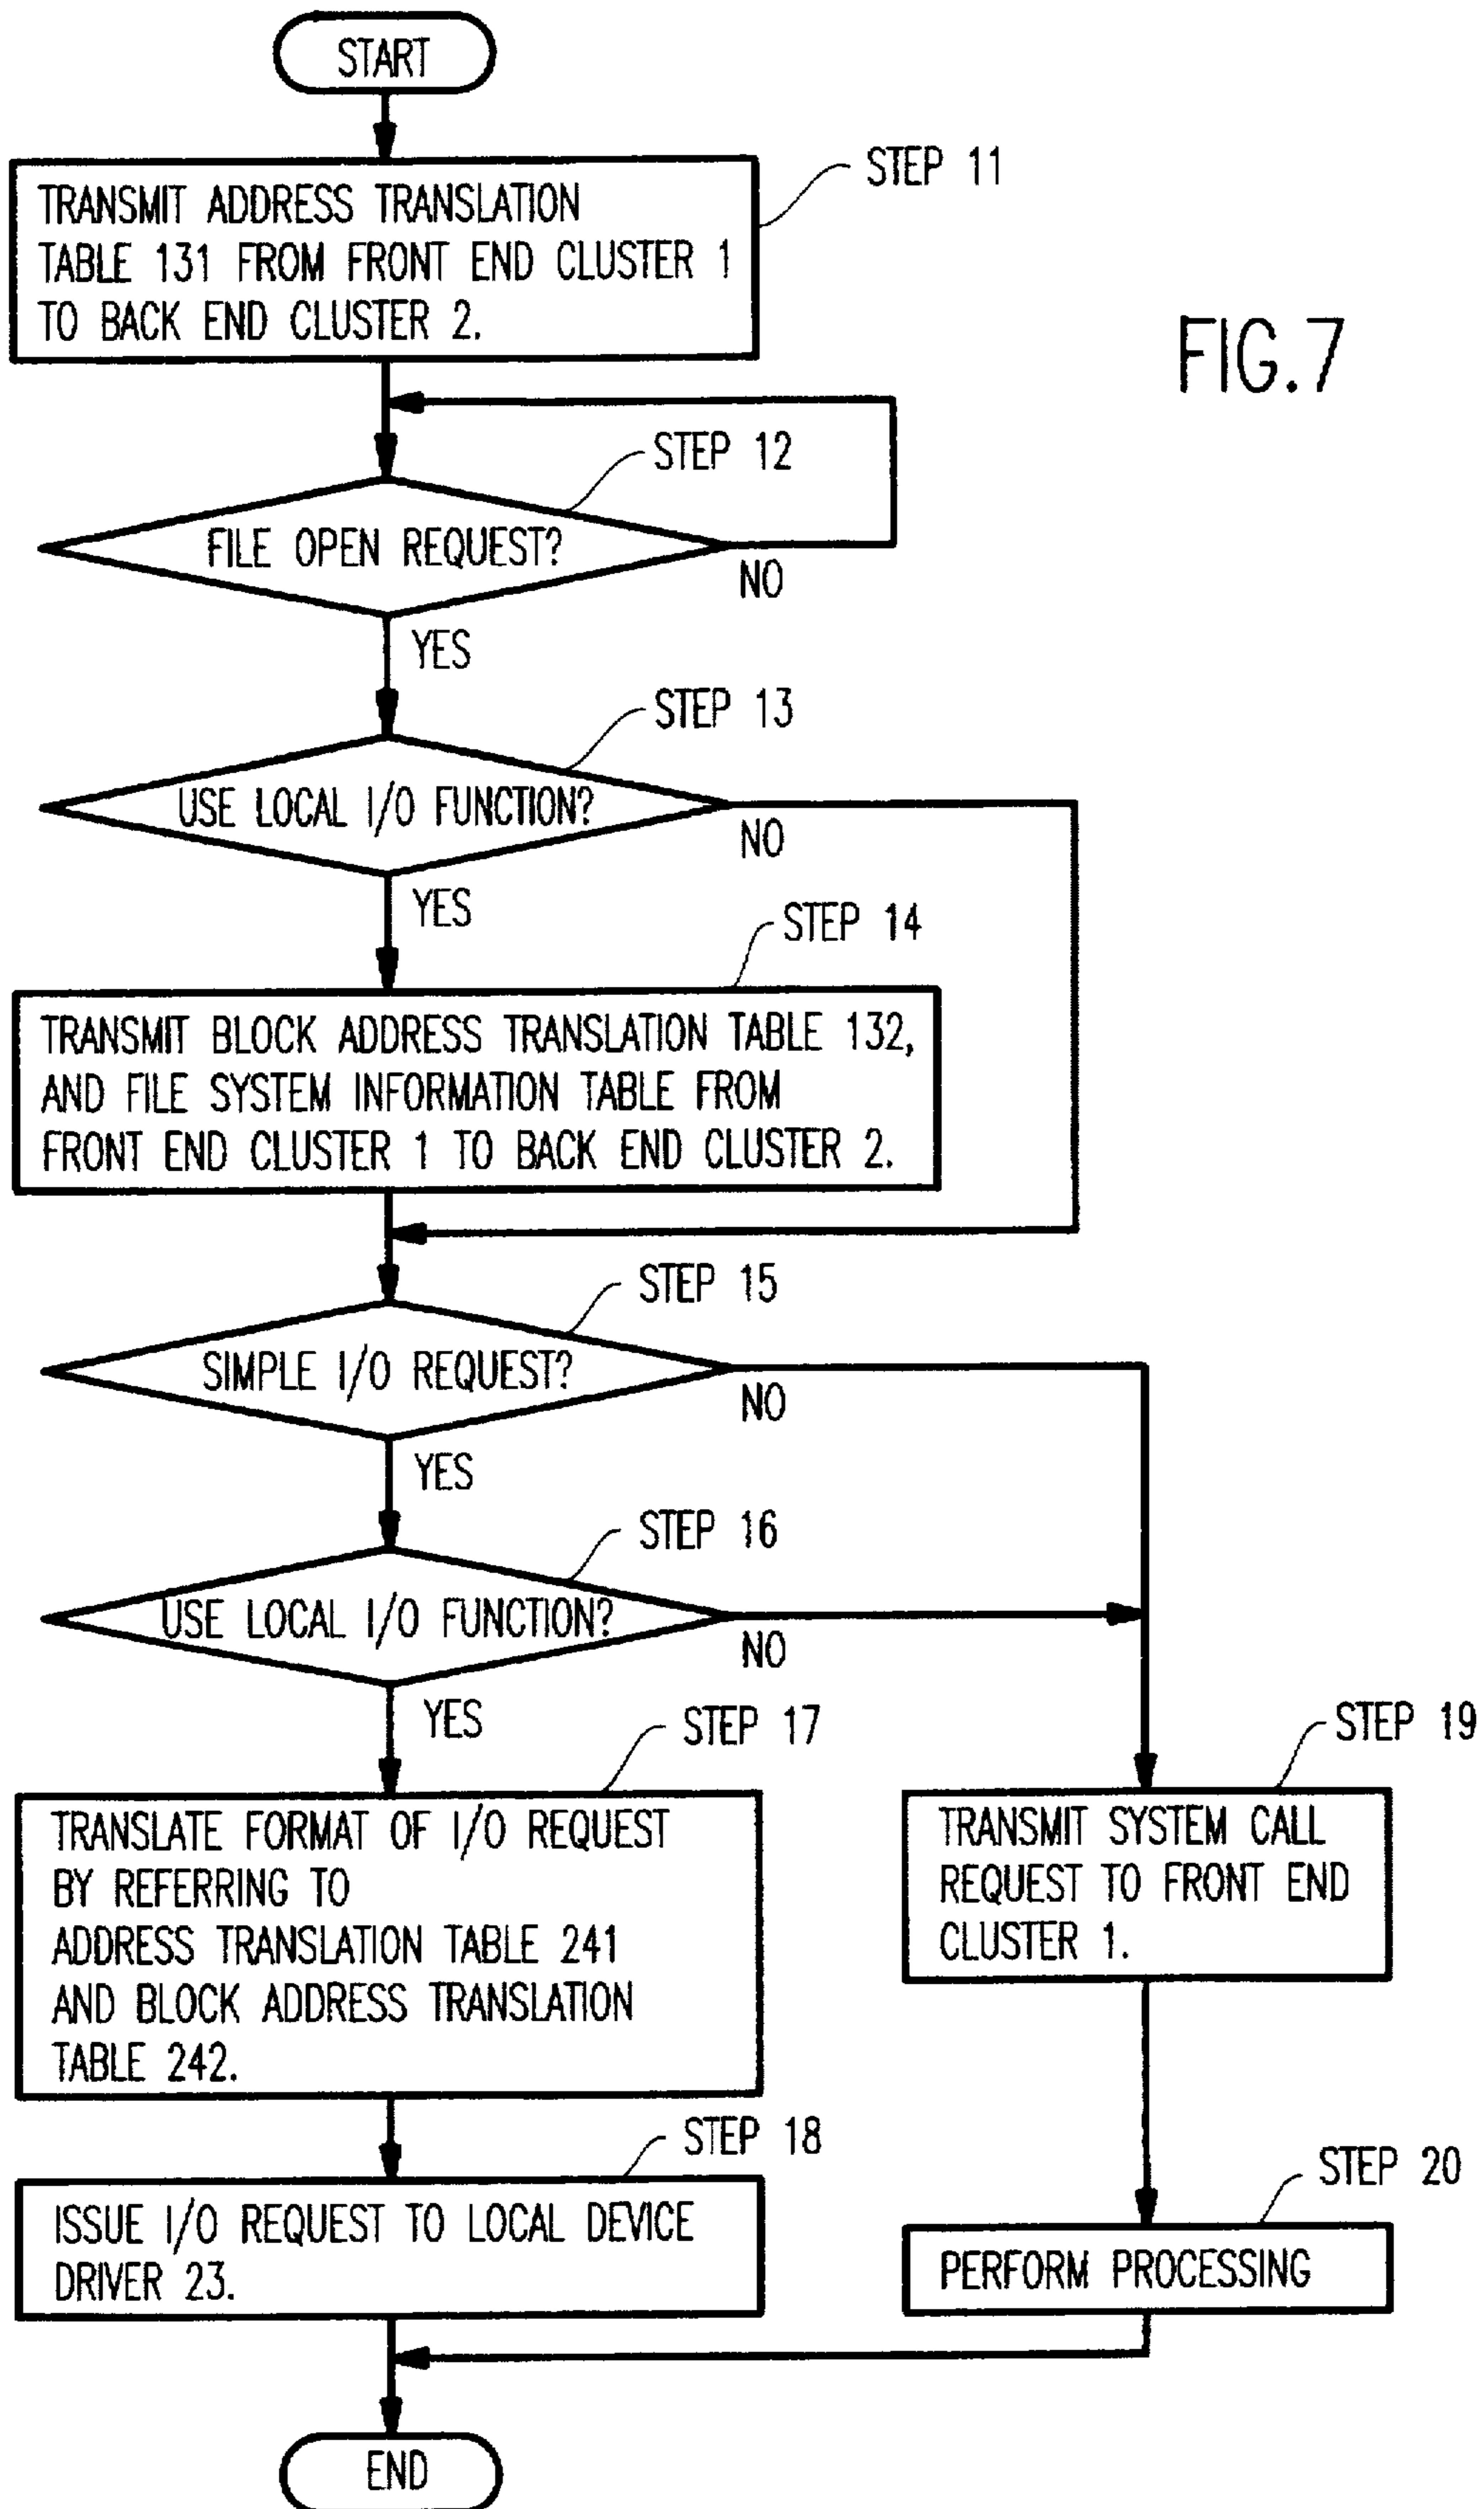 START
STEP 11
TRANSMIT ADDRESS TRANSLATION
TABLE 131 FROM FRONT END CLUSTER 1
TO BACK END CLUSTER 2.
FIG.7
STEP 12
FILE OPEN REQUEST?
NO
YES
STEP 13
USE LOCAL I/O FUNCTION?
NO
YES
STEP 14
TRANSMIT BLOCK ADDRESS TRANSLATION TABLE 132,
AND FILE SYSTEM INFORMATION TABLE FROM
FRONT END CLUSTER 1 TO BACK END CLUSTER 2.
STEP 15
SIMPLE I/O REQUEST?
NO
YES
STEP 16
USE LOCAL I/O FUNCTION?
NO
YES
STEP 17
TRANSLATE FORMAT OF I/O REQUEST
BY REFERRING TO
ADDRESS TRANSLATION TABLE 241
AND BLOCK ADDRESS TRANSLATION
TABLE 242.
STEP 19
TRANSMIT SYSTEM CALL
REQUEST TO FRONT END
CLUSTER 1.
STEP 18
ISSUE I/O REQUEST TO LOCAL DEVICE
DRIVER 23.
STEP 20
PERFORM PROCESSING
END